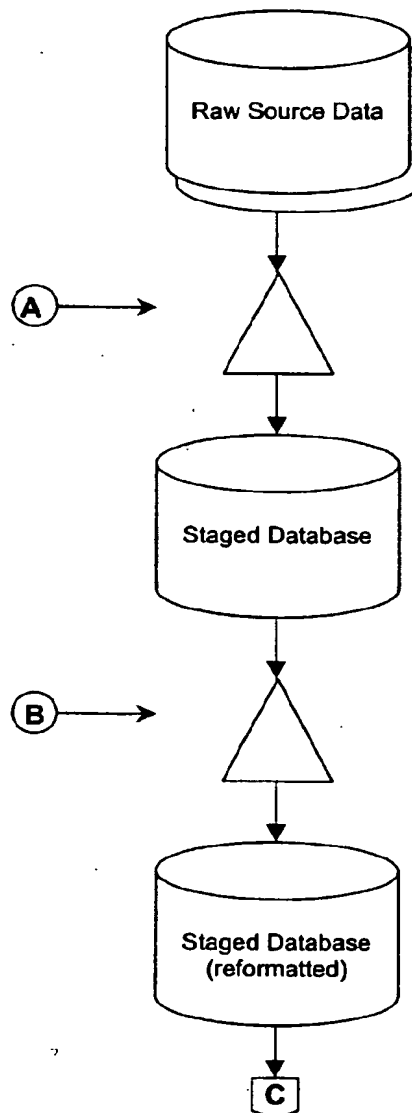 Raw Source Data
A
Staged Database
B
Staged Database
(reformatted)
C